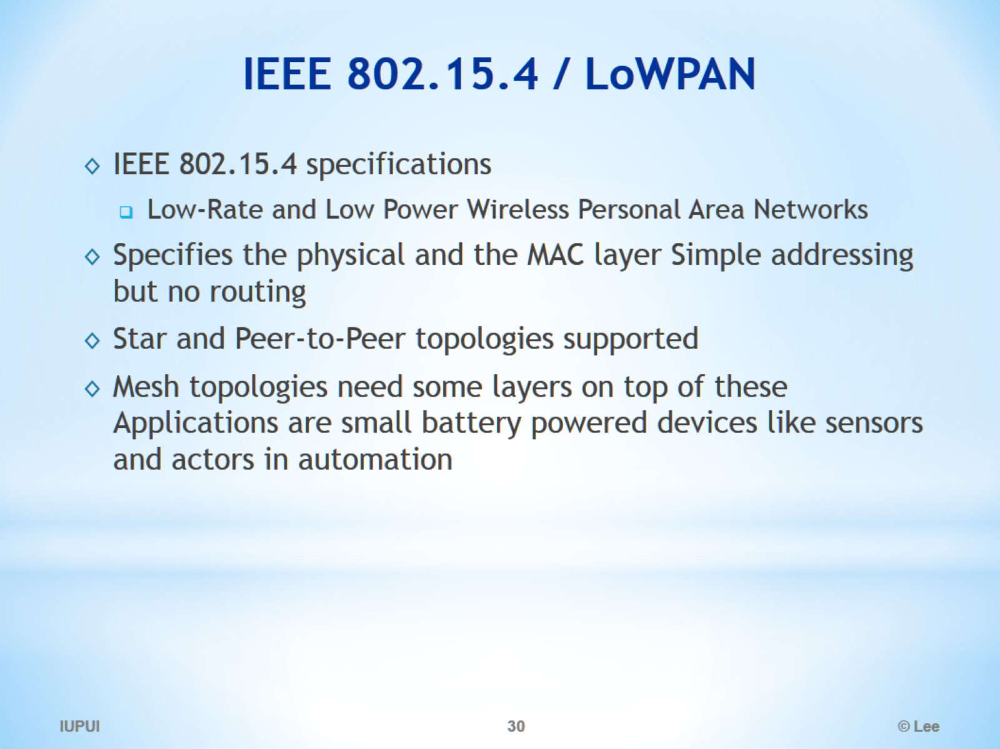 IEEE 802.15.4 / LoWPAN
IEEE 802.15.4 specifications
Low-Rate and Low Power Wireless Personal Area Networks
Specifies the physical and the MAC layer Simple addressing
but no routing
Star and Peer-to-Peer topologies supported
Mesh topologies need some layers on top of these
Applications are small battery powered devices like sensors
and actors in automation
IUPUI
30
© Lee